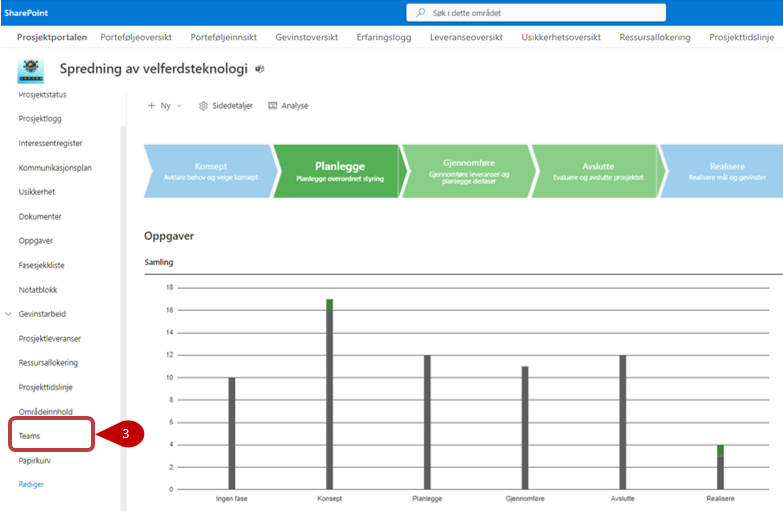 SharePoint
Søk i dette området
Prosjektportalen Porteføljeoversikt Porteføljeinnsikt Gevinstoversikt Erfaringslogg Leveranseoversikt Usikkerhetsoversikt Ressursallokering Prosjekttidslinje
Spredning av velferdsteknologi
Prosjektstatus
Prosjektlogg
Interessentregister
Kommunikasjonsplan
Usikkerhet
Dokumenter
Oppgaver
Fasesjekkliste
Notatblokk
Gevinstarbeid
Prosjektleveranser
Ressursallokering
Prosjekttidslinje
Områdeinnhold
Teams
3
Papirkurv
Rediger
Ny Sidedetaljer Analyse
Konsept
Avklare behov og velge konsept
Planlegge
Planlegge overordnet styring
Gjennomføre
Gjennomføre leveranser og
planlegge deltaser
Avslutte
Evaluere og avslutte prosjektet
Realisere
Realisere mål og gevinster
Oppgaver
Samling
18
16
14
12
10
8
6
4
2
0
Ingen fase Konsept Planlegge Gjennomføre Avslutte Realisere